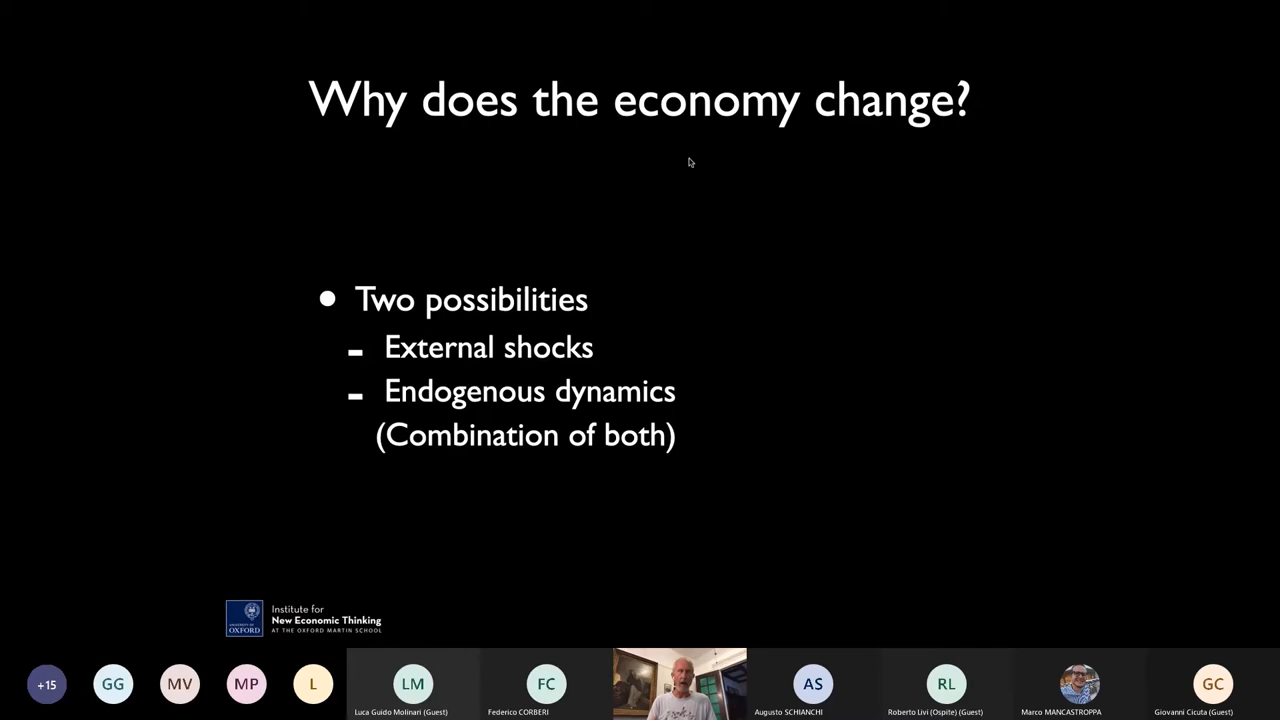 Why does the economy change?
• Two possibilities
- External shocks
- Endogenous dynamics
(Combination of both)
UNIVERSITY OF
OXFORD
Institute for
New Economic Thinking
AT THE OXFORD MARTIN SCHOOL
+15
GG
MV
MP
L
LM
Luca Guido Molinari (Guest)
FC
Federico CORBERI
AS
Augusto SCHIANCHI
RL
Roberto Livi (Ospite) (Guest)
Marco MANCASTROPPA
GC
Giovanni Cicuta (Guest)